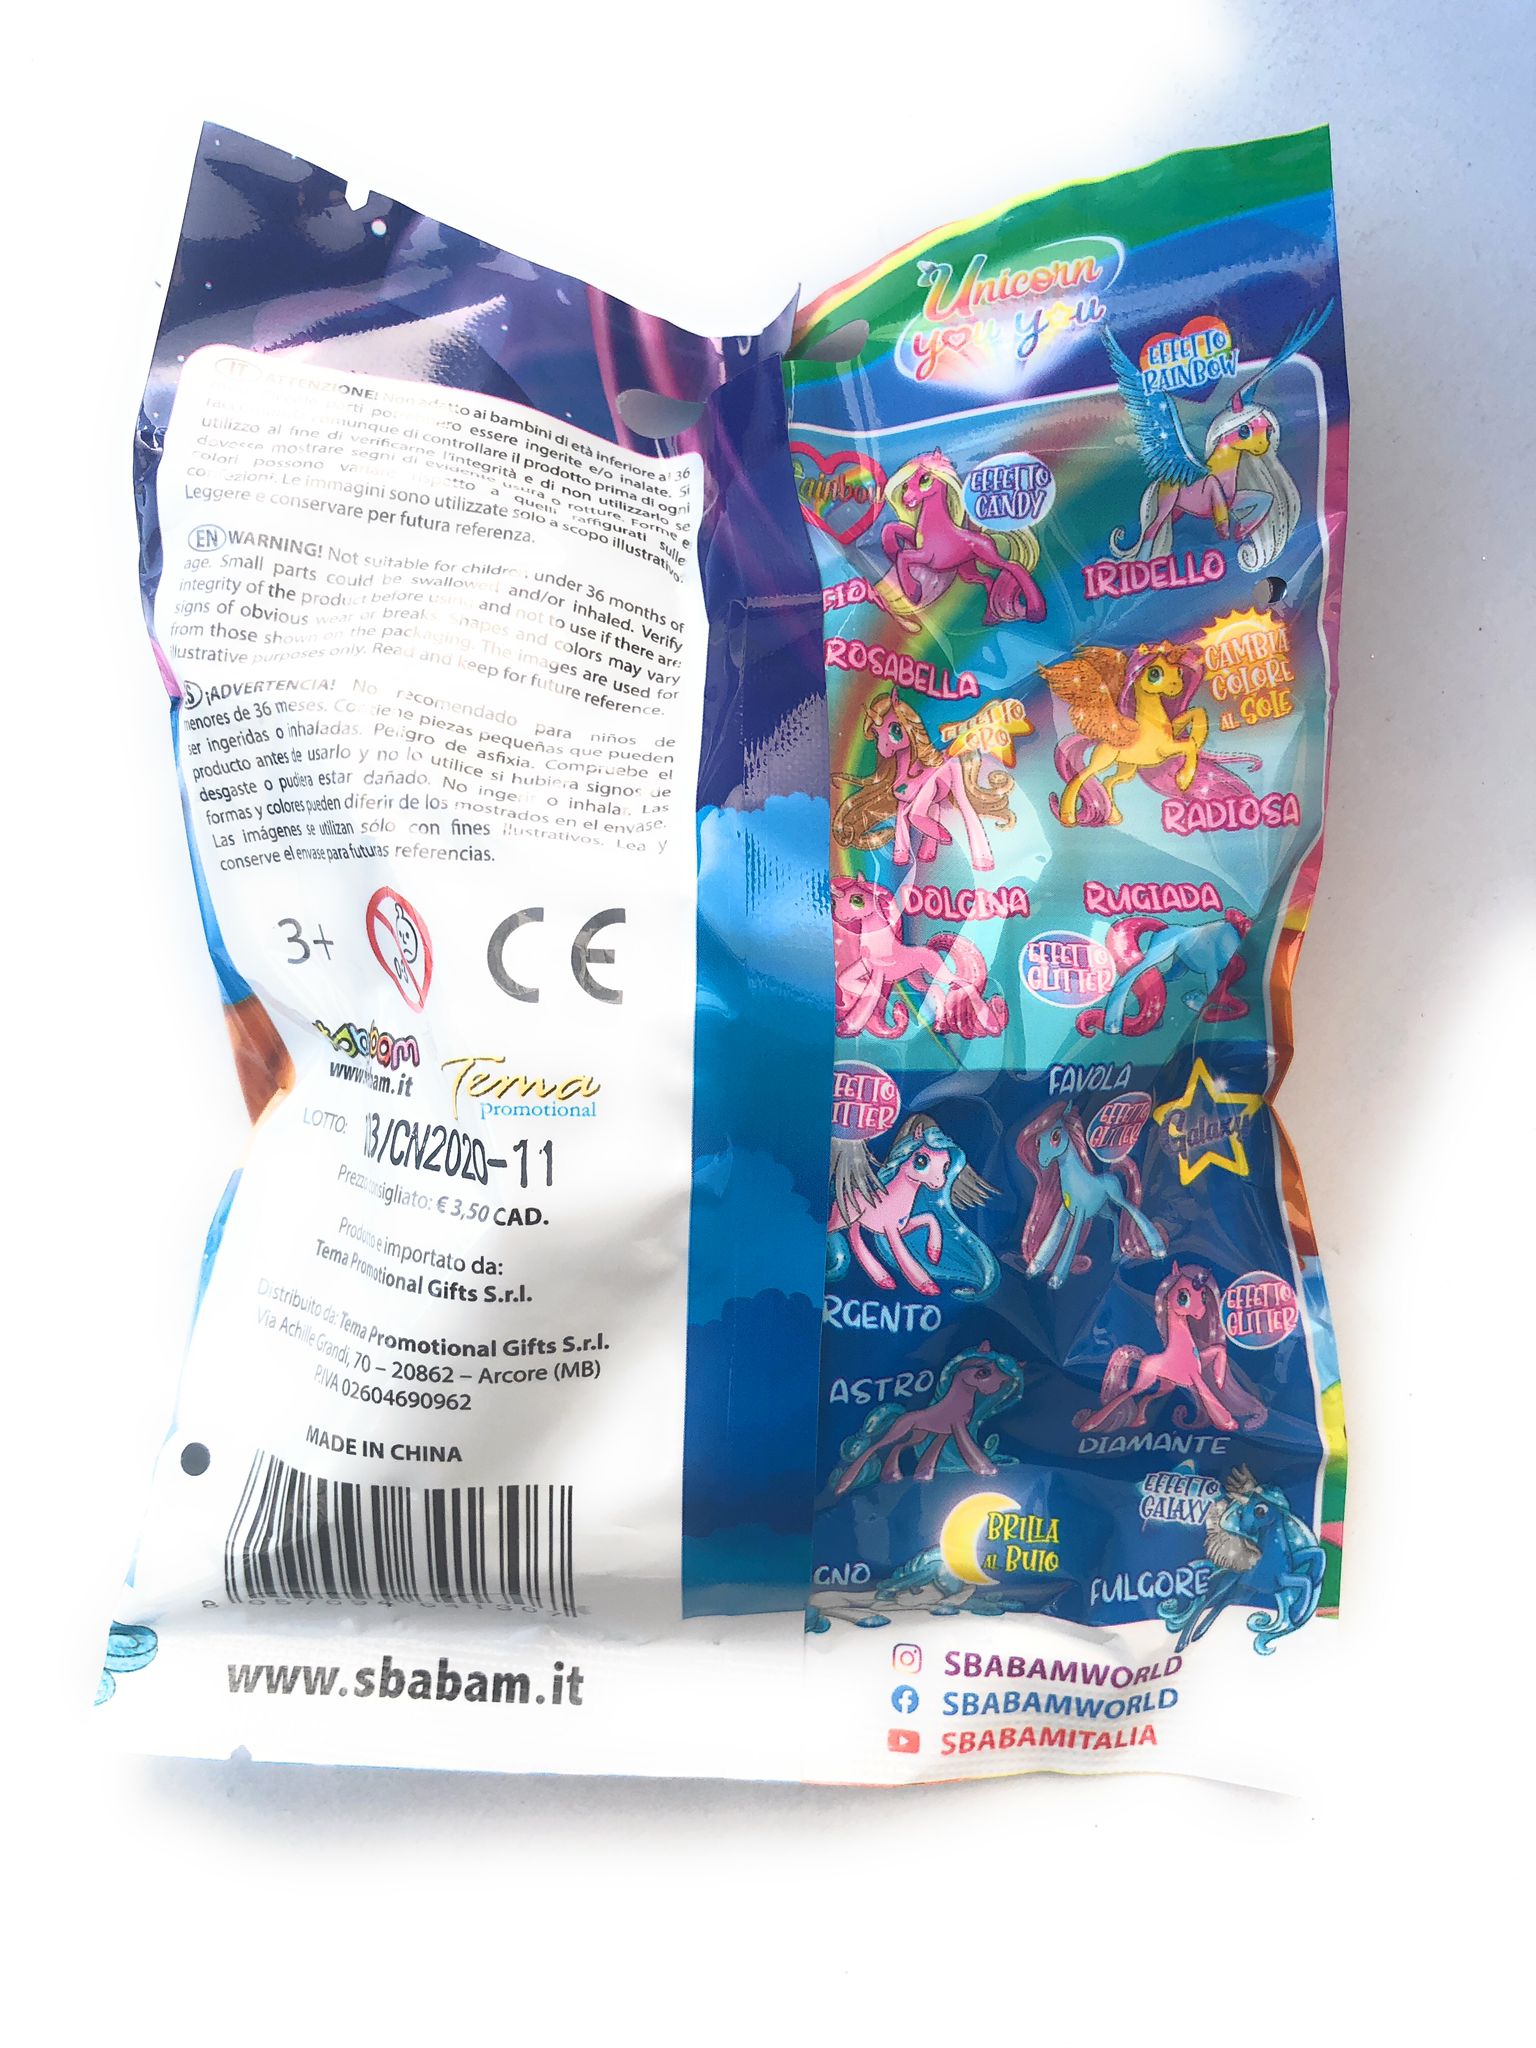 IT ATTENZIONE! Non adatto ai bambini di età inferiore ai 36
parti essere ingerite e/o inalate. Si
comunque di controllare il prodotto prima di ogni
utilizzo al fine di verificarne l'integrità e di non utilizzarlo se
dovesse mostrare segni di evidente usura o rotture. Forme e
colori possono rispetto a quelli raffigurati sulle
Le immagini sono utilizzate solo a scopo illustrativo.
Leggere e conservare per futura referenza.
EN WARNING! Not suitable for children under 36 months of
age. Small parts could be swallowed and/or inhaled. Verify
integrity of the product before using and not to use if there are
signs of obvious wear or breaks. Shapes and colors may vary
from those shown on the packaging. The images are used for
illustrative purposes only. Read and keep for future reference.
¡ADVERTENCIA! No recomendado para niños de
menores de 36 meses. Contiene piezas pequeñas que pueden
ser ingeridas o inhaladas. Peligro de asfixia. Compruebe el
producto antes de usarlo y no lo utilice si hubiera signos de
desgaste o pudiera estar dañado. No ingerir o inhalar. Las
formas y colores pueden diferir de los mostrados en el envase.
Las imágenes se utilizan sólo con fines ilustrativos. Lea y
conserve el envase para futuras referencias.
3+
CE
sbabam
Tema
promotional
LOTTO: /CN2020-11
Prezzo consigliato: € 3,50 CAD.
Prodotto e importato da:
Tema Promotional Gifts S.r.l.
Distribuito da: Tema Promotional Gifts S.r.l.
Via Achille Grandi, 70 – 20862 – Arcore (MB)
P.IVA 02604690962
MADE IN CHINA
www.sbabam.it
Unicorn
you you
EFFETTO
RAINBOW
Rainbow
EFFETTO
CANDY
IRIDELLO
ROSABELLA
EFFETTO
ORO
CAMBIA
COLORE
AL SOLE
RADIOSA
DOLCINA
RUGIADA
EFFETTO
GLITTER
FAVOLA
EFFETTO
GLITTER
Galaxy
RGENTO
EFFETTO
GLITTER
ASTRO
DIAMANTE
EFFETTO
GALAXY
BRILLA
AL BUIO
GNO
FULGORE
SBABAMWORLD
SBABAMWORLD
SBABAMITALIA